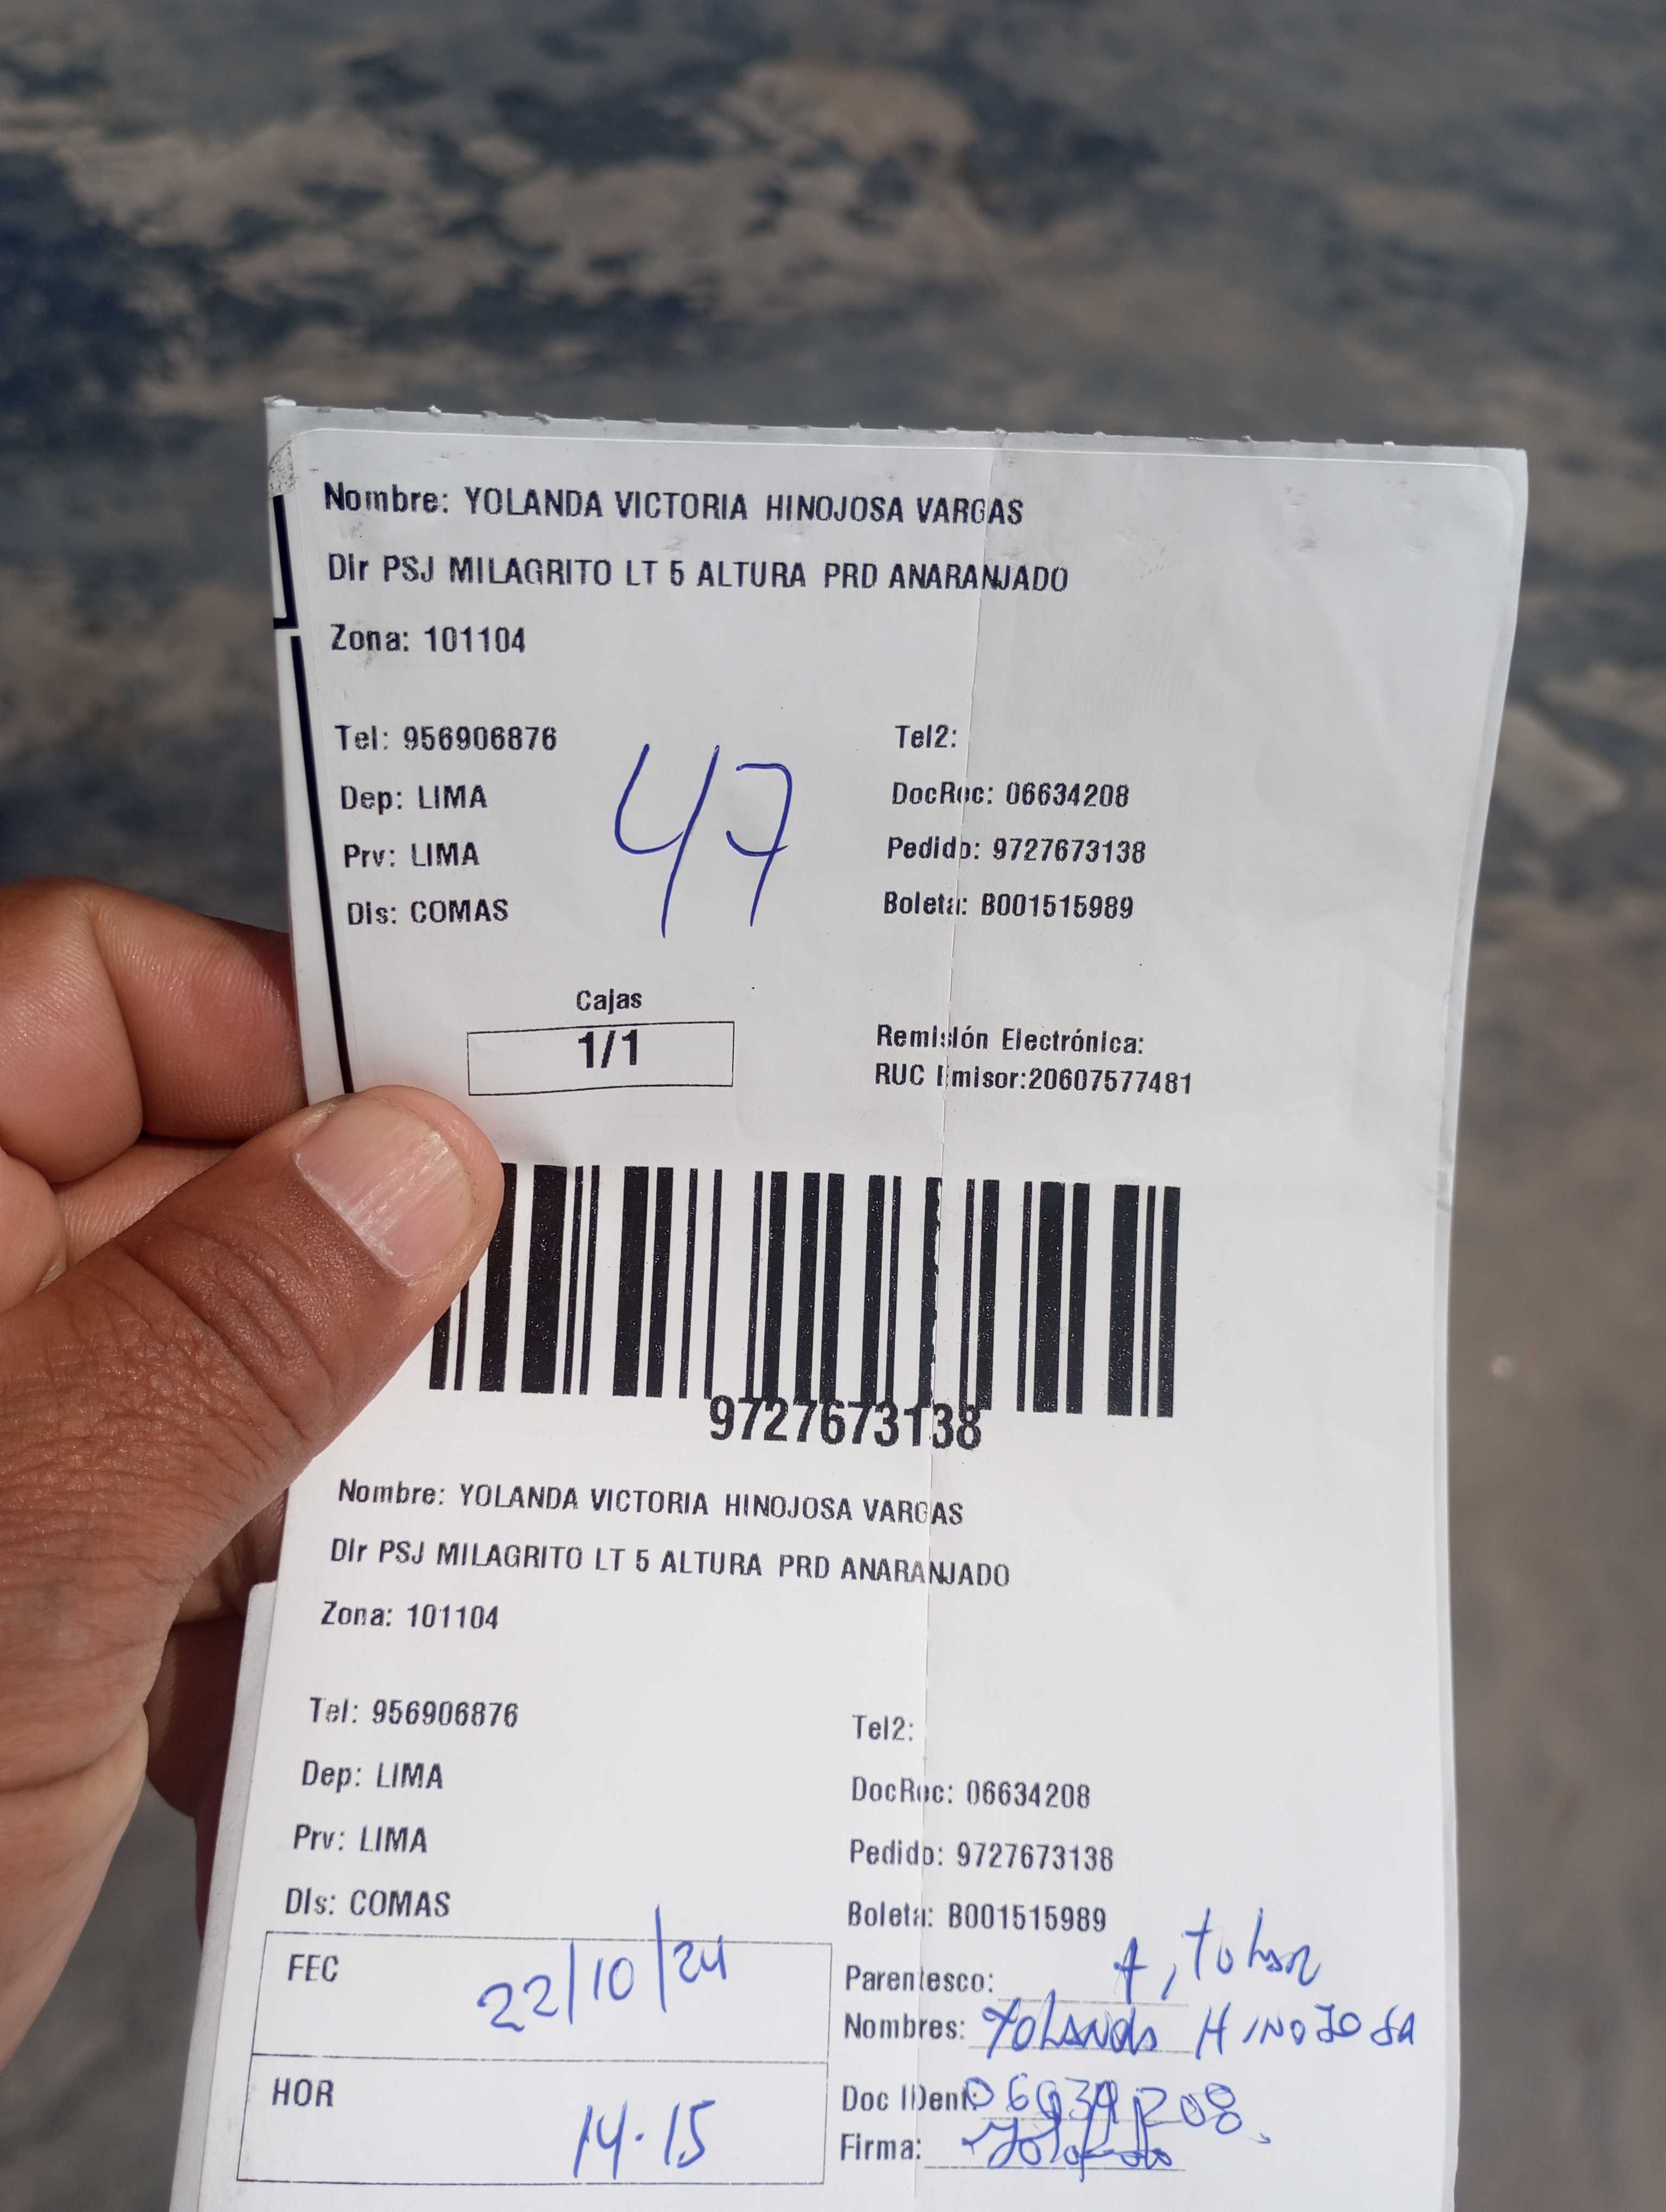 Nombre: YOLANDA VICTORIA HINOJOSA VARGAS
Dir PSJ MILAGRITO LT 5 ALTURA PRD ANARANJADO
Zona: 101104
Tel: 956906876 Tel2:
47
Dep: LIMA DocRec: 06634208
Prv: LIMA Pedido: 9727673138
Dis: COMAS Boleta: B001515989
Cajas
1/1
Remisión Electrónica:
RUC Emisor:20607577481
9727673138
Nombre: YOLANDA VICTORIA HINOJOSA VARGAS
Dir PSJ MILAGRITO LT 5 ALTURA PRD ANARANJADO
Zona: 101104
Tel: 956906876 Tel2:
Dep: LIMA DocRec: 06634208
Prv: LIMA Pedido: 9727673138
Dis: COMAS Boleta: B001515989
FEC 22/10/24
Parentesco:
Nombres: Yolanda HINOJOSA
HOR 14.15
Doc IDent:
Firma: